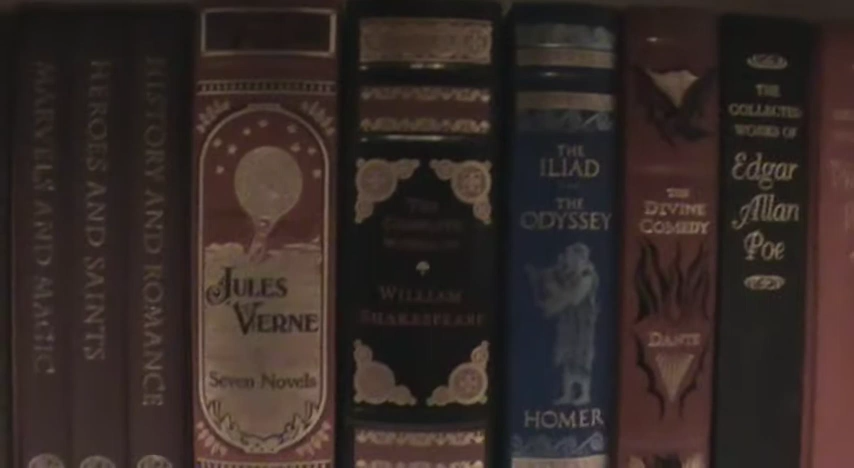 MARVELS AND MAGIC
HEROES AND SAINTS
HISTORY AND ROMANCE
JULES
VERNE
Seven Novels
THE
WILLIAM
SHAKESPEARE
THE
ILIAD
THE
ODYSSEY
HOMER
THE
DIVINE
COMEDY
DANTE
THE
COLLECTED
WORKS OF
Edgar
Allan
Poe